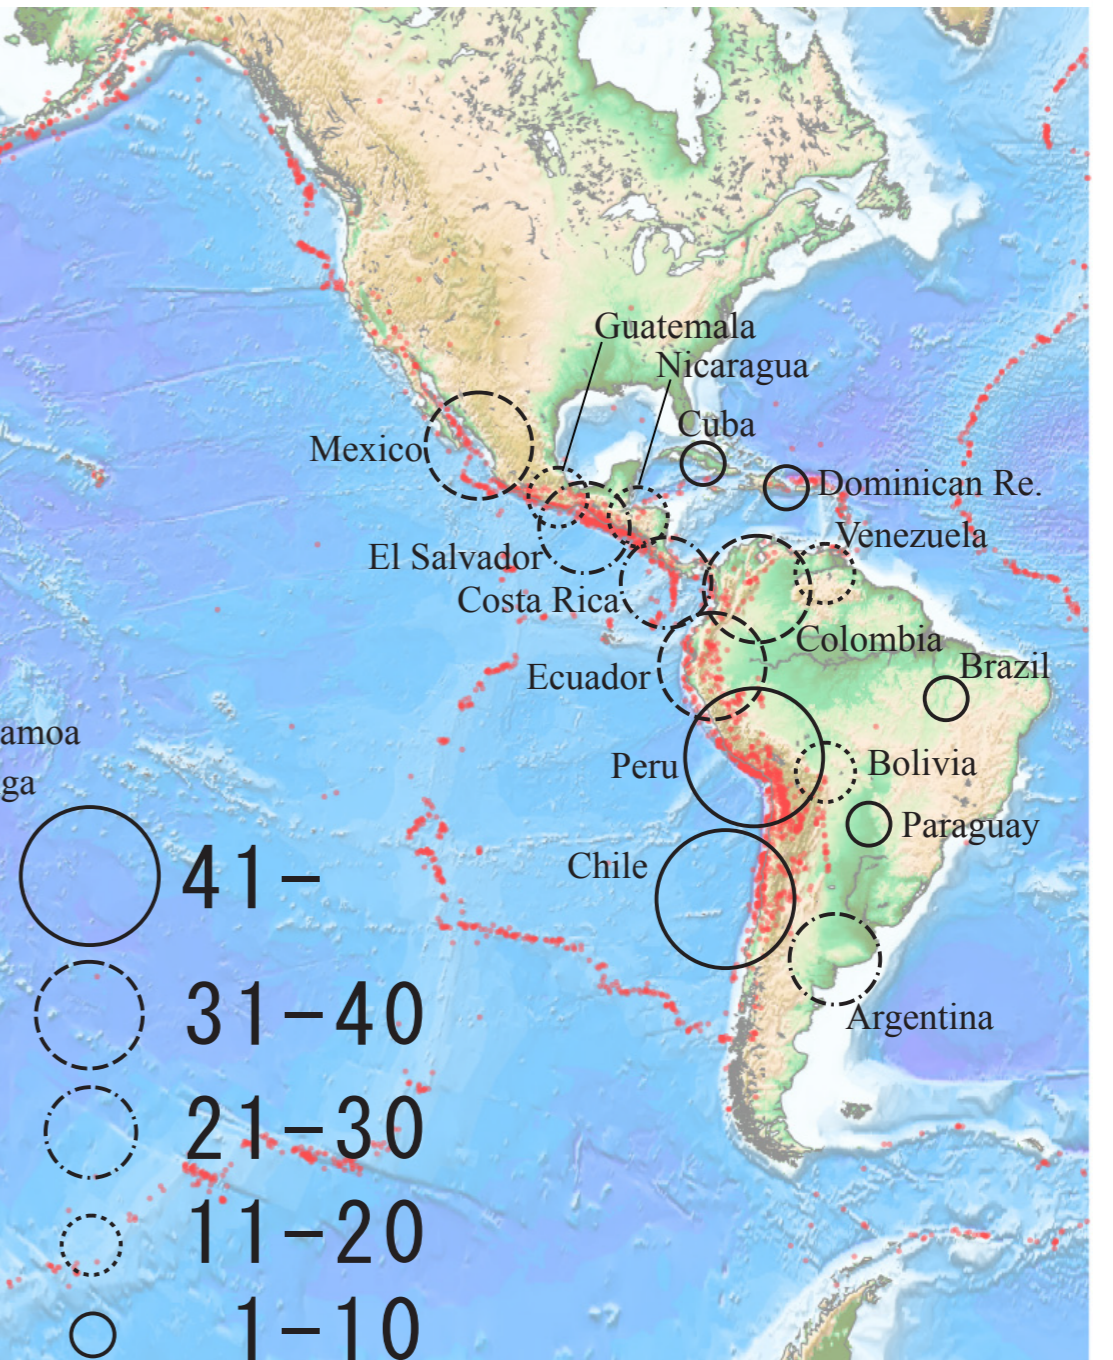 Guatemala
Nicaragua
Cuba
Mexico
Dominican Re.
Venezuela
El Salvador
Costa Rica
Colombia
Brazil
Ecuador
amoa
Peru
Bolivia
ga
Paraguay
41-
Chile
31-40
Argentina
21-30
11-20
1-10